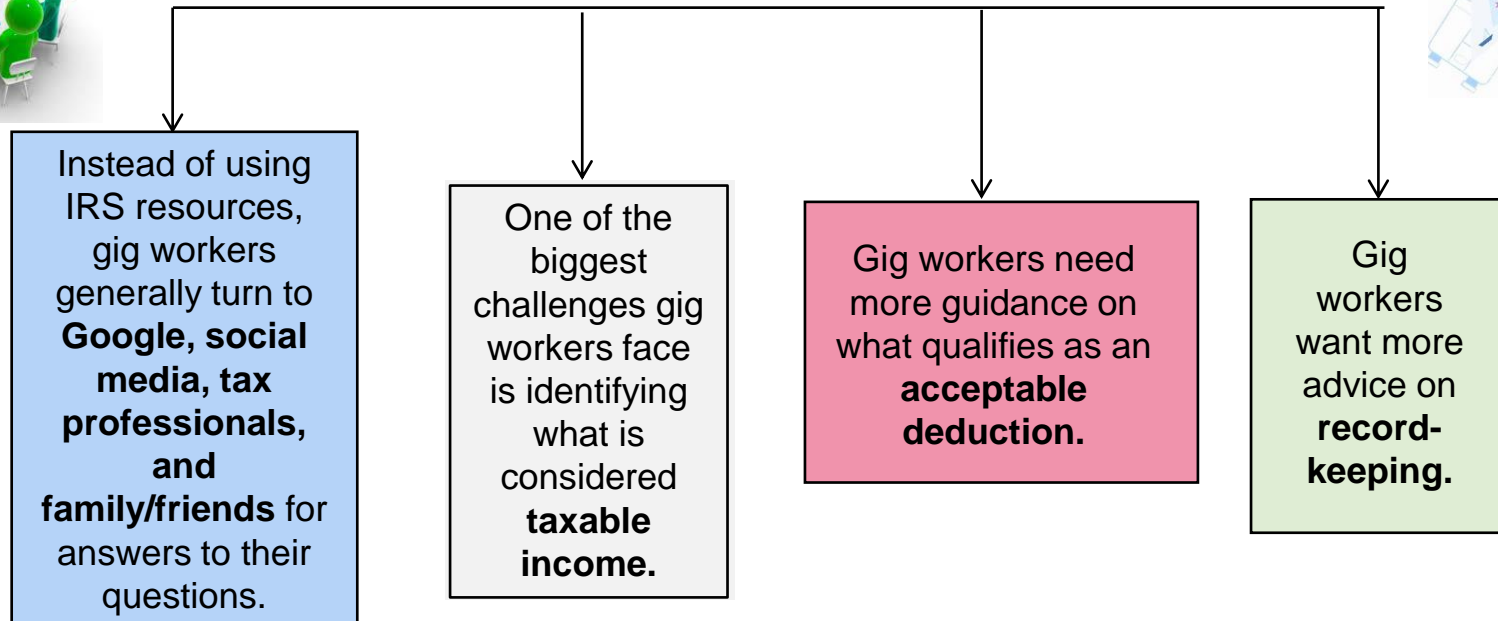 Instead of using
IRS resources,
gig workers
generally turn to
Google, social
media, tax
professionals,
and
family/friends for
answers to their
questions.
One of the
biggest
challenges gig
workers face
is identifying
what is
considered
taxable
income.
Gig workers need
more guidance on
what qualifies as an
acceptable
deduction.
Gig
workers
want more
advice on
record-
keeping.